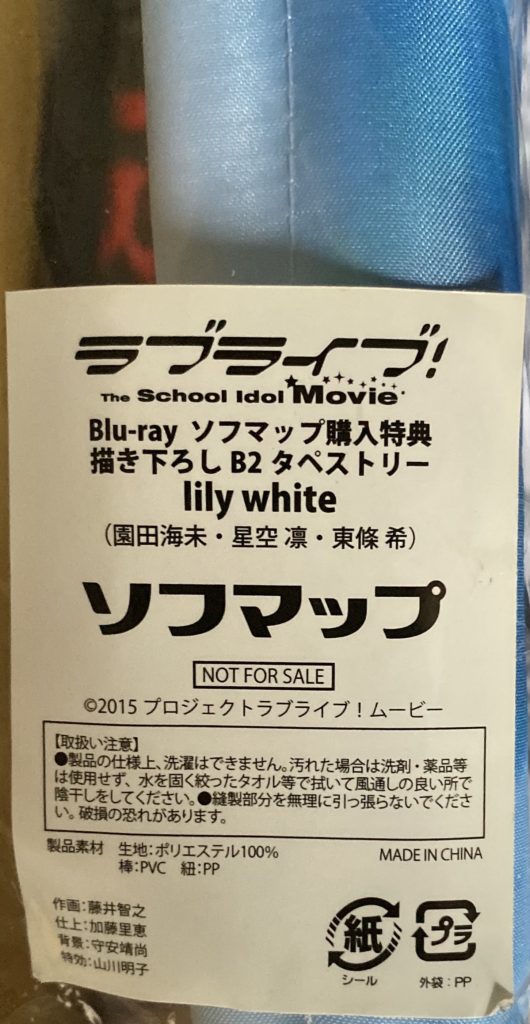 ラブライブ!
The School Idol Movie
Blu-ray ソフマップ購入特典
描き下ろし B2 タペストリー
lily white
（園田海未・星空 凛・東條 希）
ソフマップ
NOT FOR SALE
©2015 プロジェクトラブライブ！ムービー
【取扱い注意】
●製品の仕様上、洗濯はできません。汚れた場合は洗剤・薬品等
は使用せず、水を固く絞ったタオル等で拭いて風通しの良い所で
陰干しをしてください。●縫製部分を無理に引っ張らないでくださ
い。破損の恐れがあります。
製品素材 生地：ポリエステル100%
棒：PVC 紐：PP
MADE IN CHINA
作画：藤井智之
仕上：加藤里恵
背景：守安靖尚
特効：山川明子
紙
シール
プラ
外袋：PP